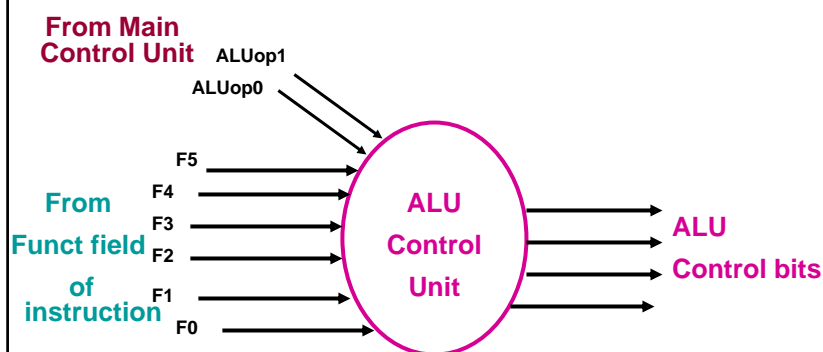 From Main
Control Unit
ALUop1
ALUop0
F5
F4
F3
F2
F1
F0
From
Funct field
of
instruction
ALU
Control
Unit
ALU
Control bits